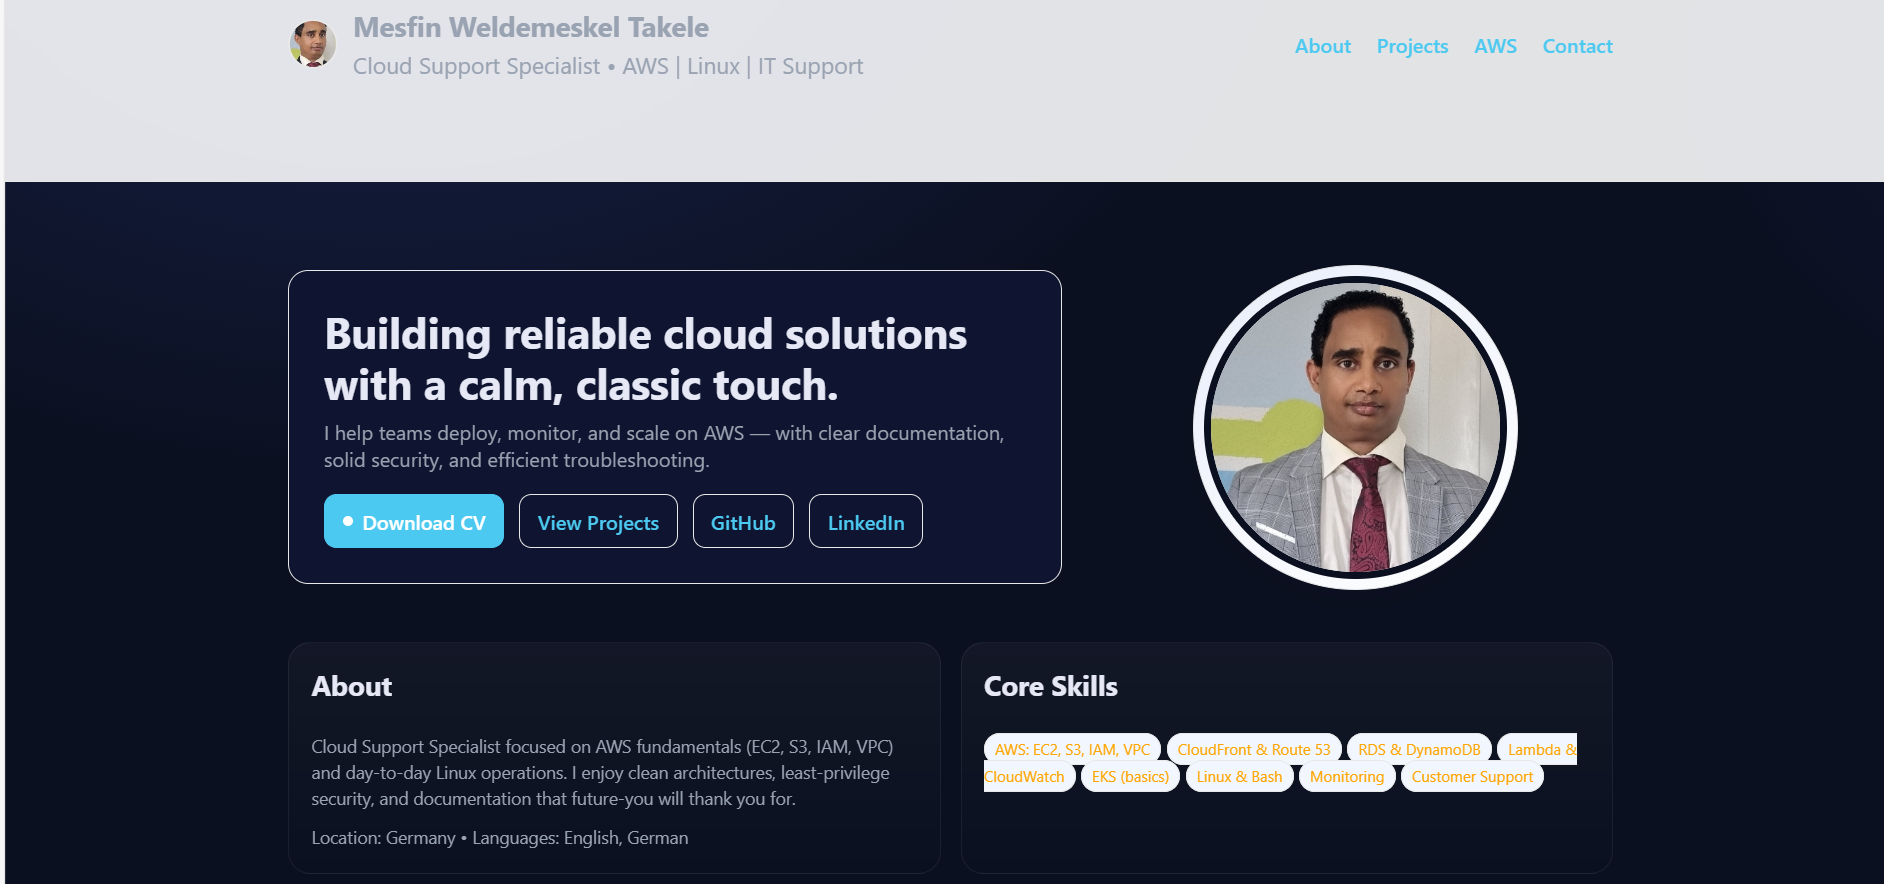 Mesfin Weldemeskel Takele
Cloud Support Specialist • AWS | Linux | IT Support
About
Projects
AWS
Contact
Building reliable cloud solutions
with a calm, classic touch.
I help teams deploy, monitor, and scale on AWS — with clear documentation,
solid security, and efficient troubleshooting.
Download CV
View Projects
GitHub
LinkedIn
About
Cloud Support Specialist focused on AWS fundamentals (EC2, S3, IAM, VPC)
and day-to-day Linux operations. I enjoy clean architectures, least-privilege
security, and documentation that future-you will thank you for.
Location: Germany • Languages: English, German
Core Skills
AWS: EC2, S3, IAM, VPC
CloudFront & Route 53
RDS & DynamoDB
Lambda &
CloudWatch
EKS (basics)
Linux & Bash
Monitoring
Customer Support